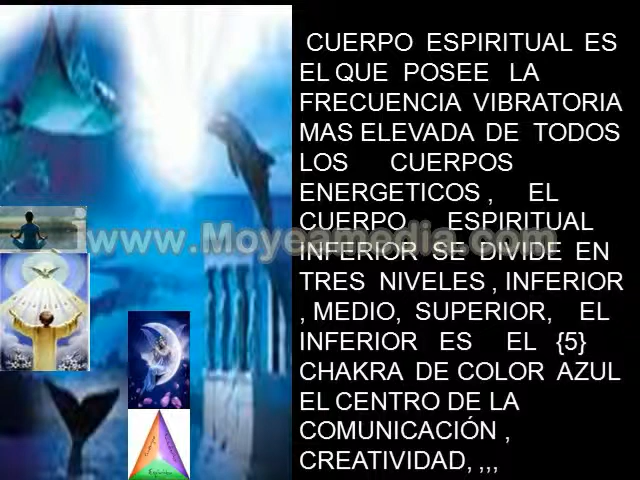 CUERPO ESPIRITUAL ES
EL QUE POSEE LA
FRECUENCIA VIBRATORIA
MAS ELEVADA DE TODOS
LOS CUERPOS
ENERGETICOS , EL
CUERPO ESPIRITUAL
INFERIOR SE DIVIDE EN
TRES NIVELES , INFERIOR
, MEDIO, SUPERIOR, EL
INFERIOR ES EL {5}
CHAKRA DE COLOR AZUL
EL CENTRO DE LA
COMUNICACIÓN ,
CREATIVIDAD, ,,,
www.Moyeamedia.com